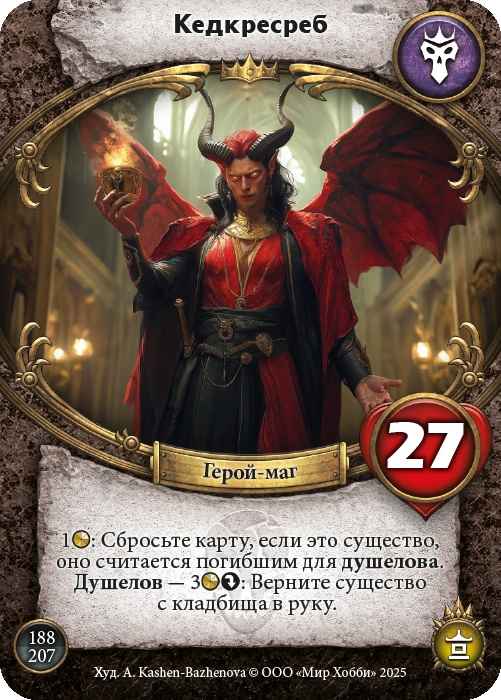 Кедкресреб
27
Герой-маг
1: Сбросьте карту, если это существо,
оно считается погибшим для душелова.
Душелов — 3: Верните существо
с кладбища в руку.
188
207
Худ. A. Kashen-Bazhenova © ООО «Мир Хобби» 2025